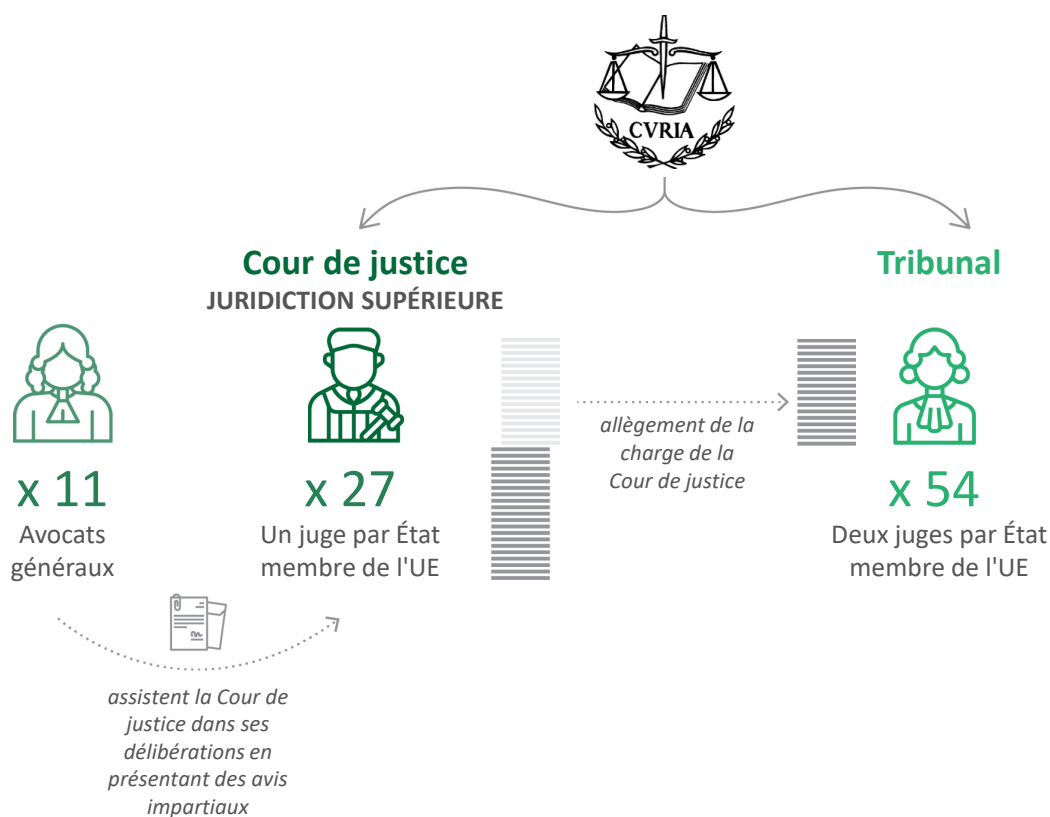 CVRIA
Cour de justice
JURIDICTION SUPÉRIEURE
Tribunal
x 11
Avocats
généraux
x 27
Un juge par État
membre de l'UE
allègement de la
charge de la
Cour de justice
x 54
Deux juges par État
membre de l'UE
assistent la Cour de
justice dans ses
délibérations en
présentant des avis
impartiaux